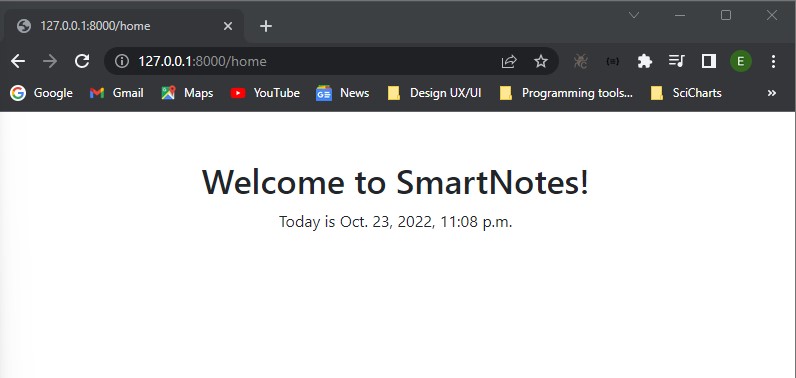 127.0.0.1:8000/home
127.0.0.1:8000/home
E
Google Gmail Maps YouTube News Design UX/UI Programming tools... SciCharts »
Welcome to SmartNotes!
Today is Oct. 23, 2022, 11:08 p.m.